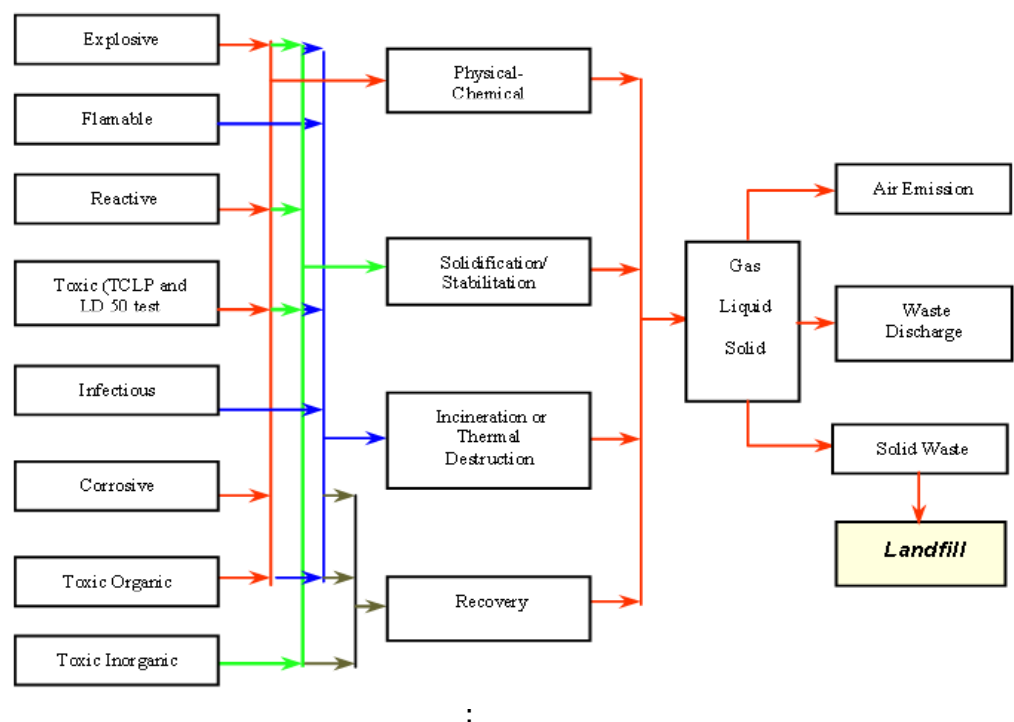 Explosive
Flamable
Reactive
Toxic (TCLP and
LD 50 test
Infectious
Corrosive
Toxic Organic
Toxic Inorganic
Physical-
Chemical
Solidification/
Stabilitation
Incineration or
Thermal
Destruction
Recovery
Gas
Liquid
Solid
Air Emission
Waste
Discharge
Solid Waste
Landfill
: